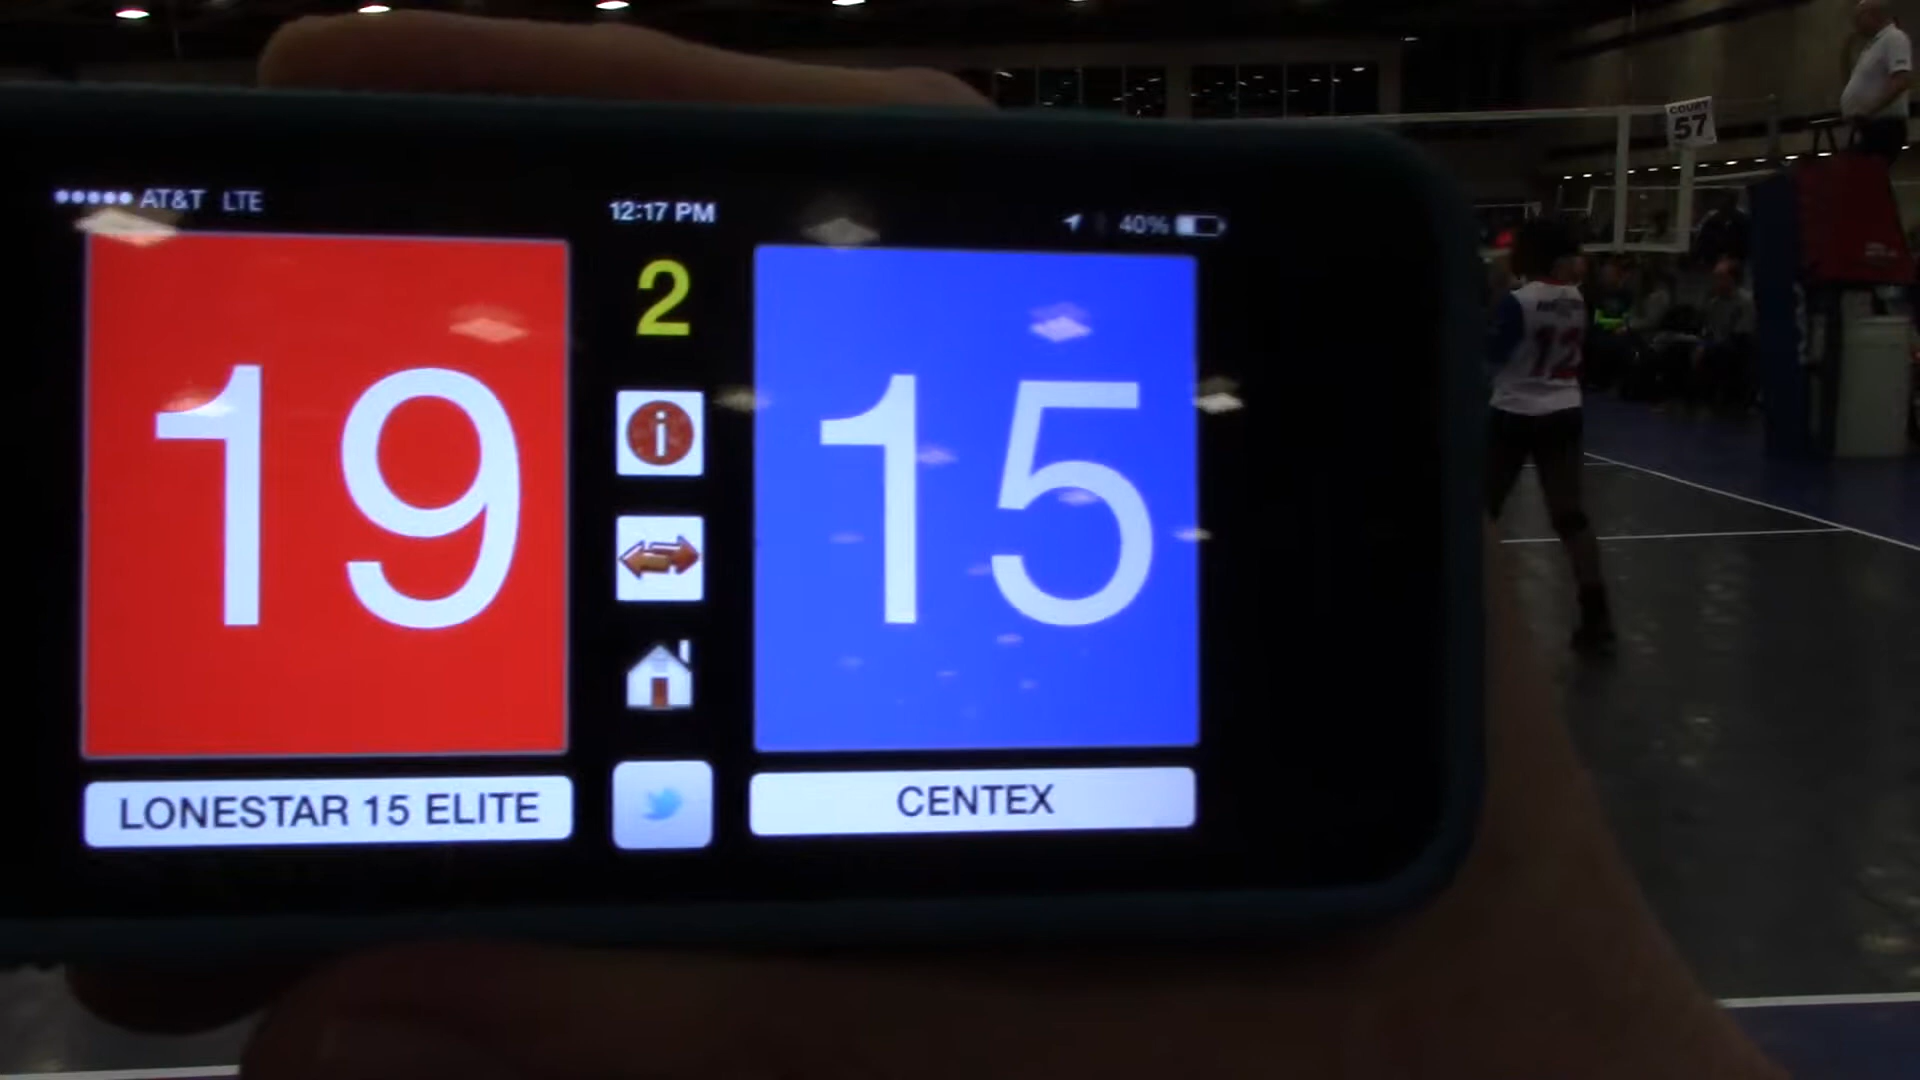 AT&T LTE
12:17 PM
40%
2
19
15
i
LONESTAR 15 ELITE
CENTEX
COURT
57
12